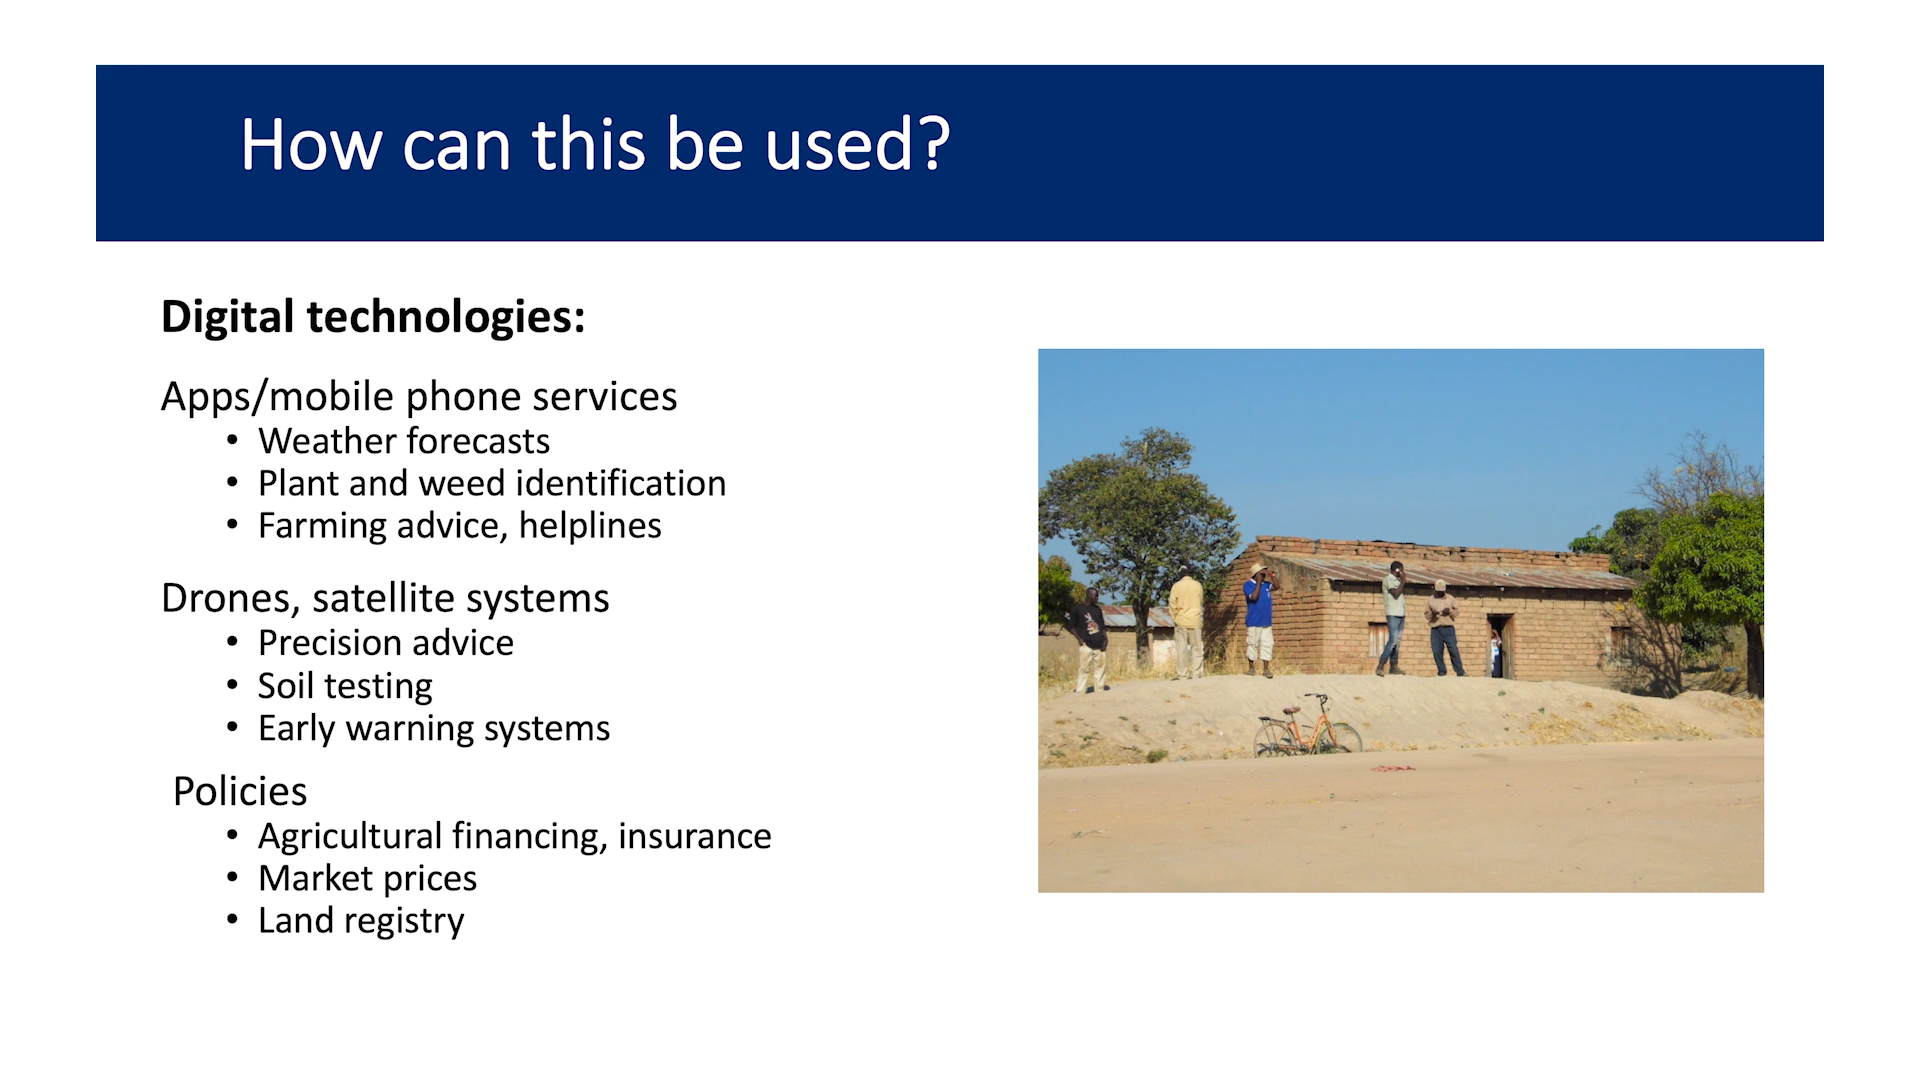 How can this be used?
Digital technologies:
Apps/mobile phone services
• Weather forecasts
• Plant and weed identification
• Farming advice, helplines
Drones, satellite systems
• Precision advice
• Soil testing
• Early warning systems
Policies
• Agricultural financing, insurance
• Market prices
• Land registry